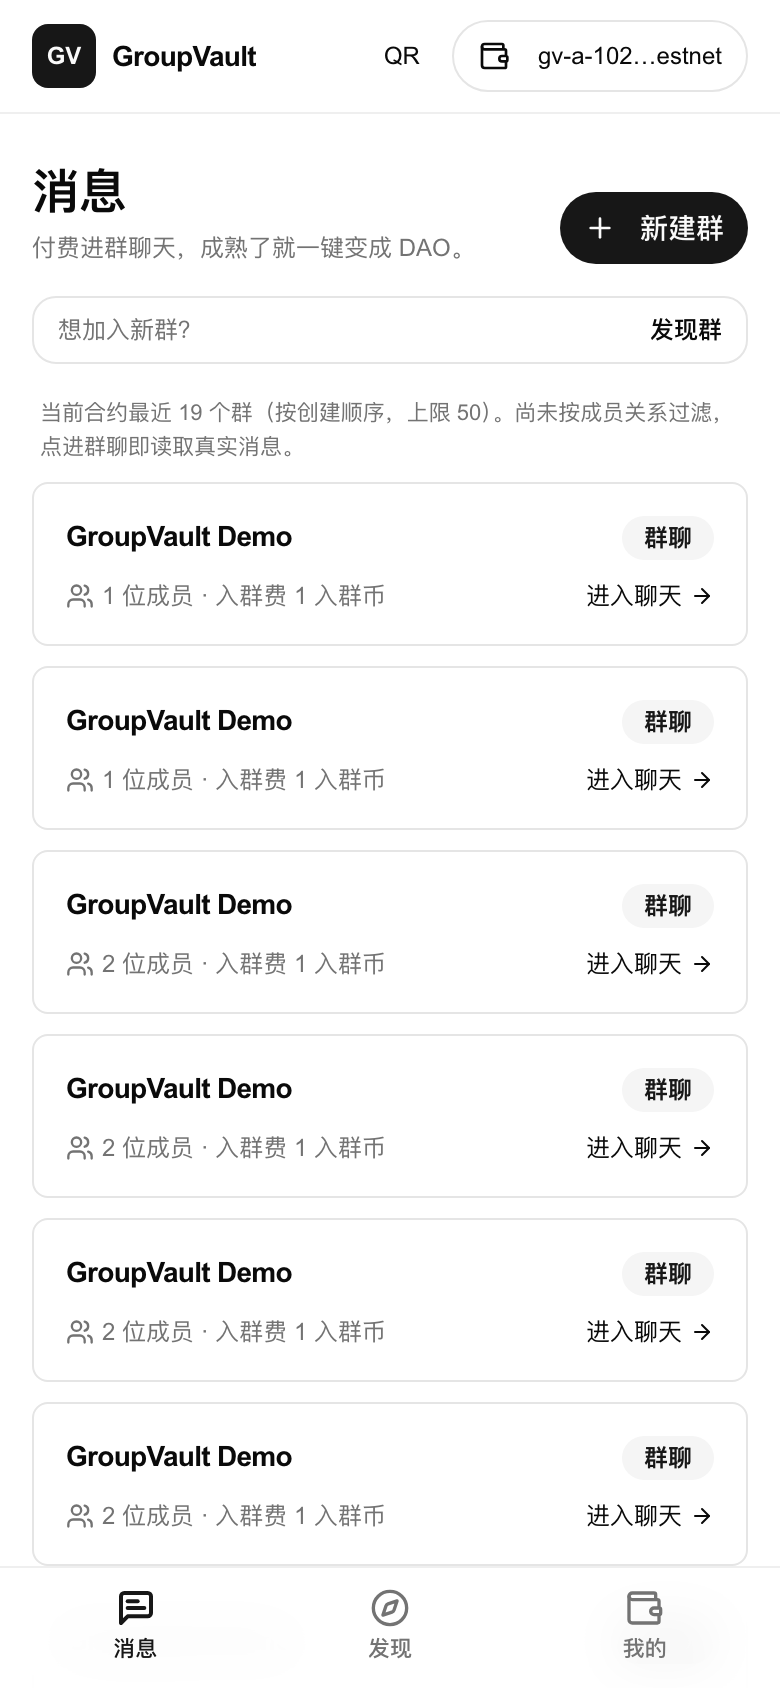 GV GroupVault QR gv-a-102...estnet
消息
付费进群聊天，成熟了就一键变成 DAO。
+ 新建群
想加入新群? 发现群
当前合约最近 19 个群（按创建顺序，上限 50）。尚未按成员关系过滤，
点进群聊即读取真实消息。
GroupVault Demo 群聊
1 位成员 · 入群费 1 入群币 进入聊天 →
GroupVault Demo 群聊
1 位成员 · 入群费 1 入群币 进入聊天 →
GroupVault Demo 群聊
2 位成员 · 入群费 1 入群币 进入聊天 →
GroupVault Demo 群聊
2 位成员 · 入群费 1 入群币 进入聊天 →
GroupVault Demo 群聊
2 位成员 · 入群费 1 入群币 进入聊天 →
GroupVault Demo 群聊
2 位成员 · 入群费 1 入群币 进入聊天 →
消息 发现 我的